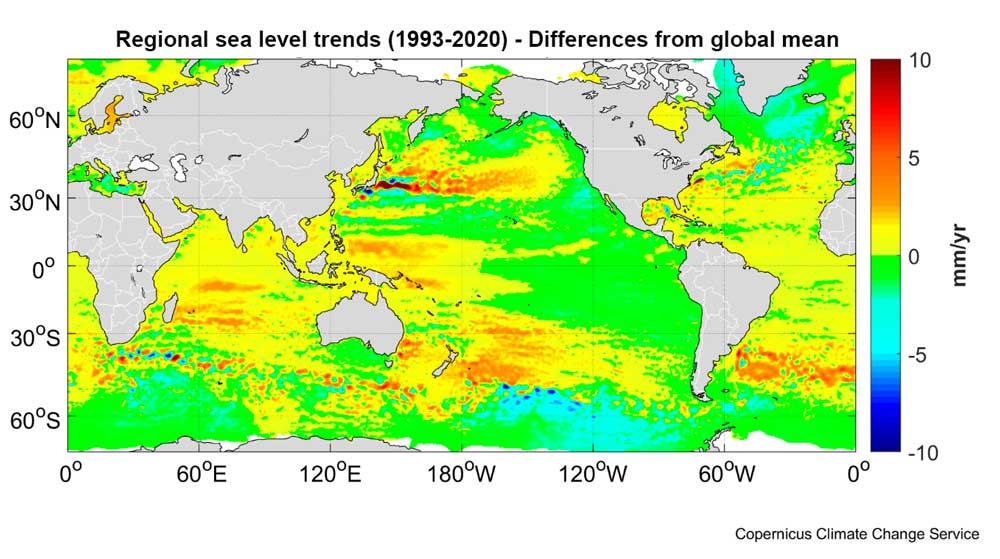 Regional sea level trends (1993-2020) - Differences from global mean
10
60°N
5
30°N
0°
0
mm/yr
30°S
-5
60°S
-10
0° 60°E 120°E 180°W 120°W 60°W 0°
Copernicus Climate Change Service